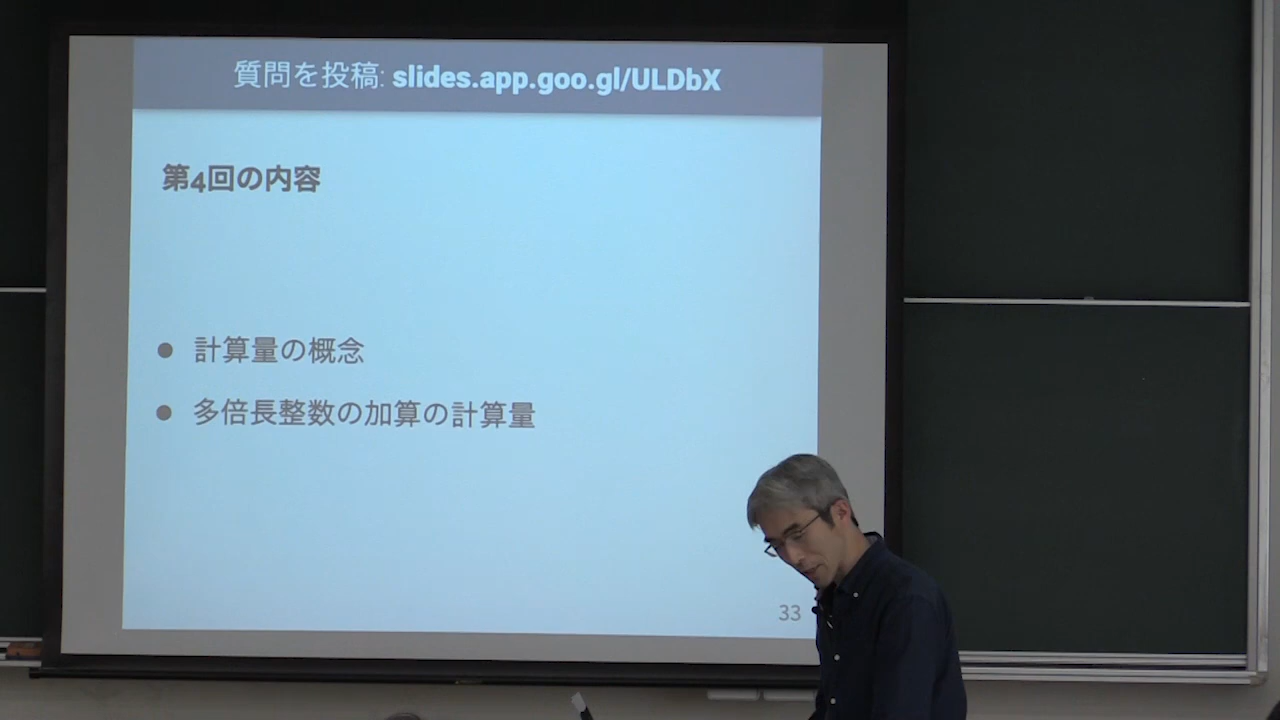 質問を投稿: slides.app.goo.gl/ULDbX
第4回の内容
● 計算量の概念
● 多倍長整数の加算の計算量
33